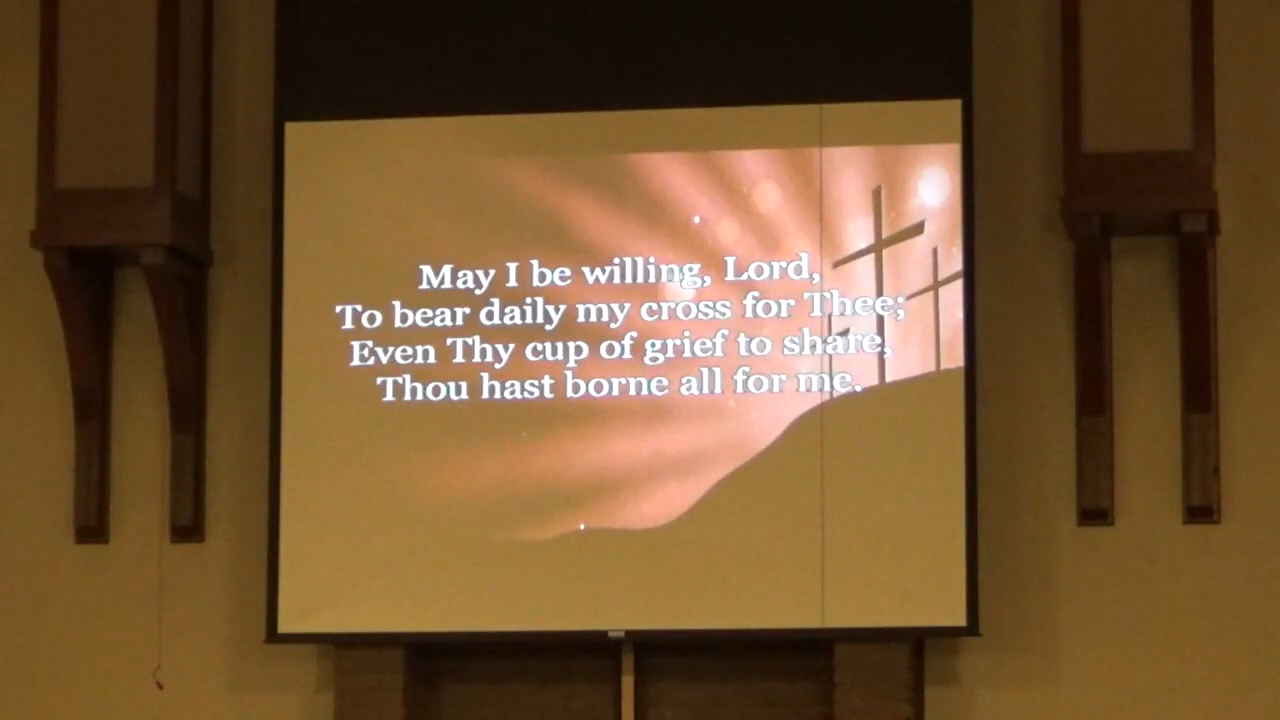 May I be willing, Lord,
To bear daily my cross for Thee;
Even Thy cup of grief to share,
Thou hast borne all for me.